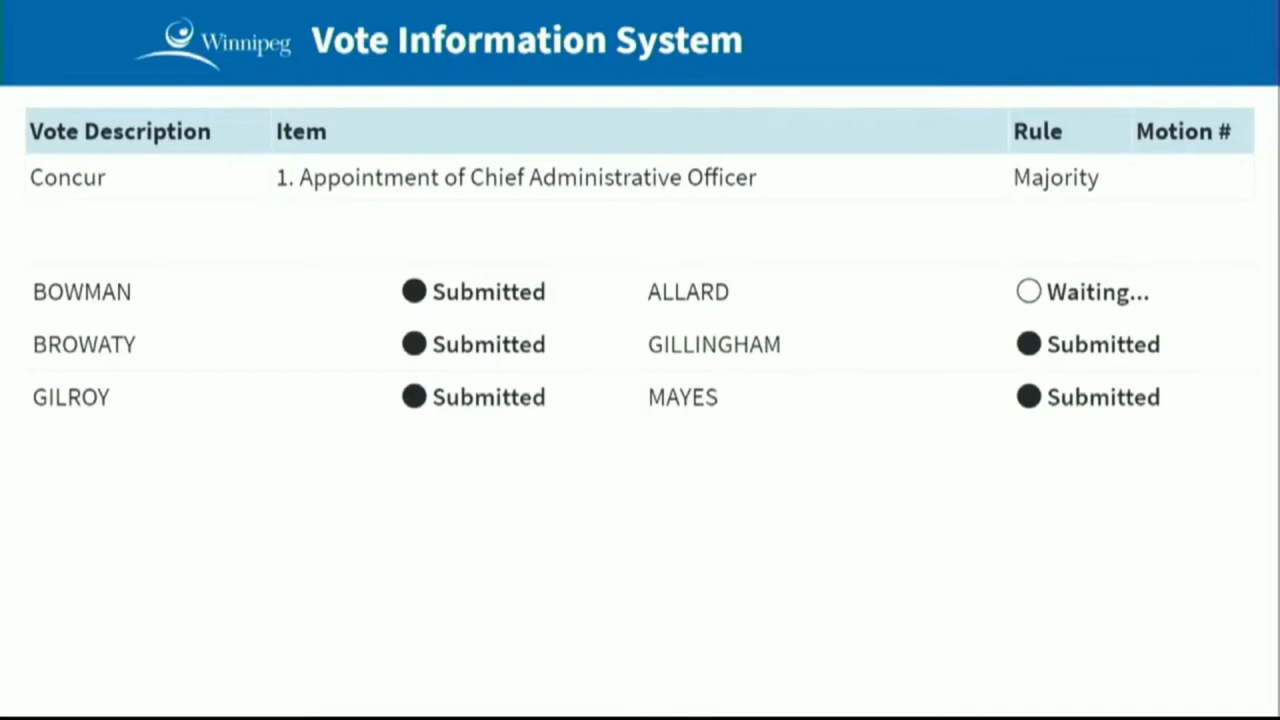 Winnipeg Vote Information System
Vote Description Item Rule Motion #
Concur 1. Appointment of Chief Administrative Officer Majority
BOWMAN Submitted ALLARD Waiting...
BROWATY Submitted GILLINGHAM Submitted
GILROY Submitted MAYES Submitted